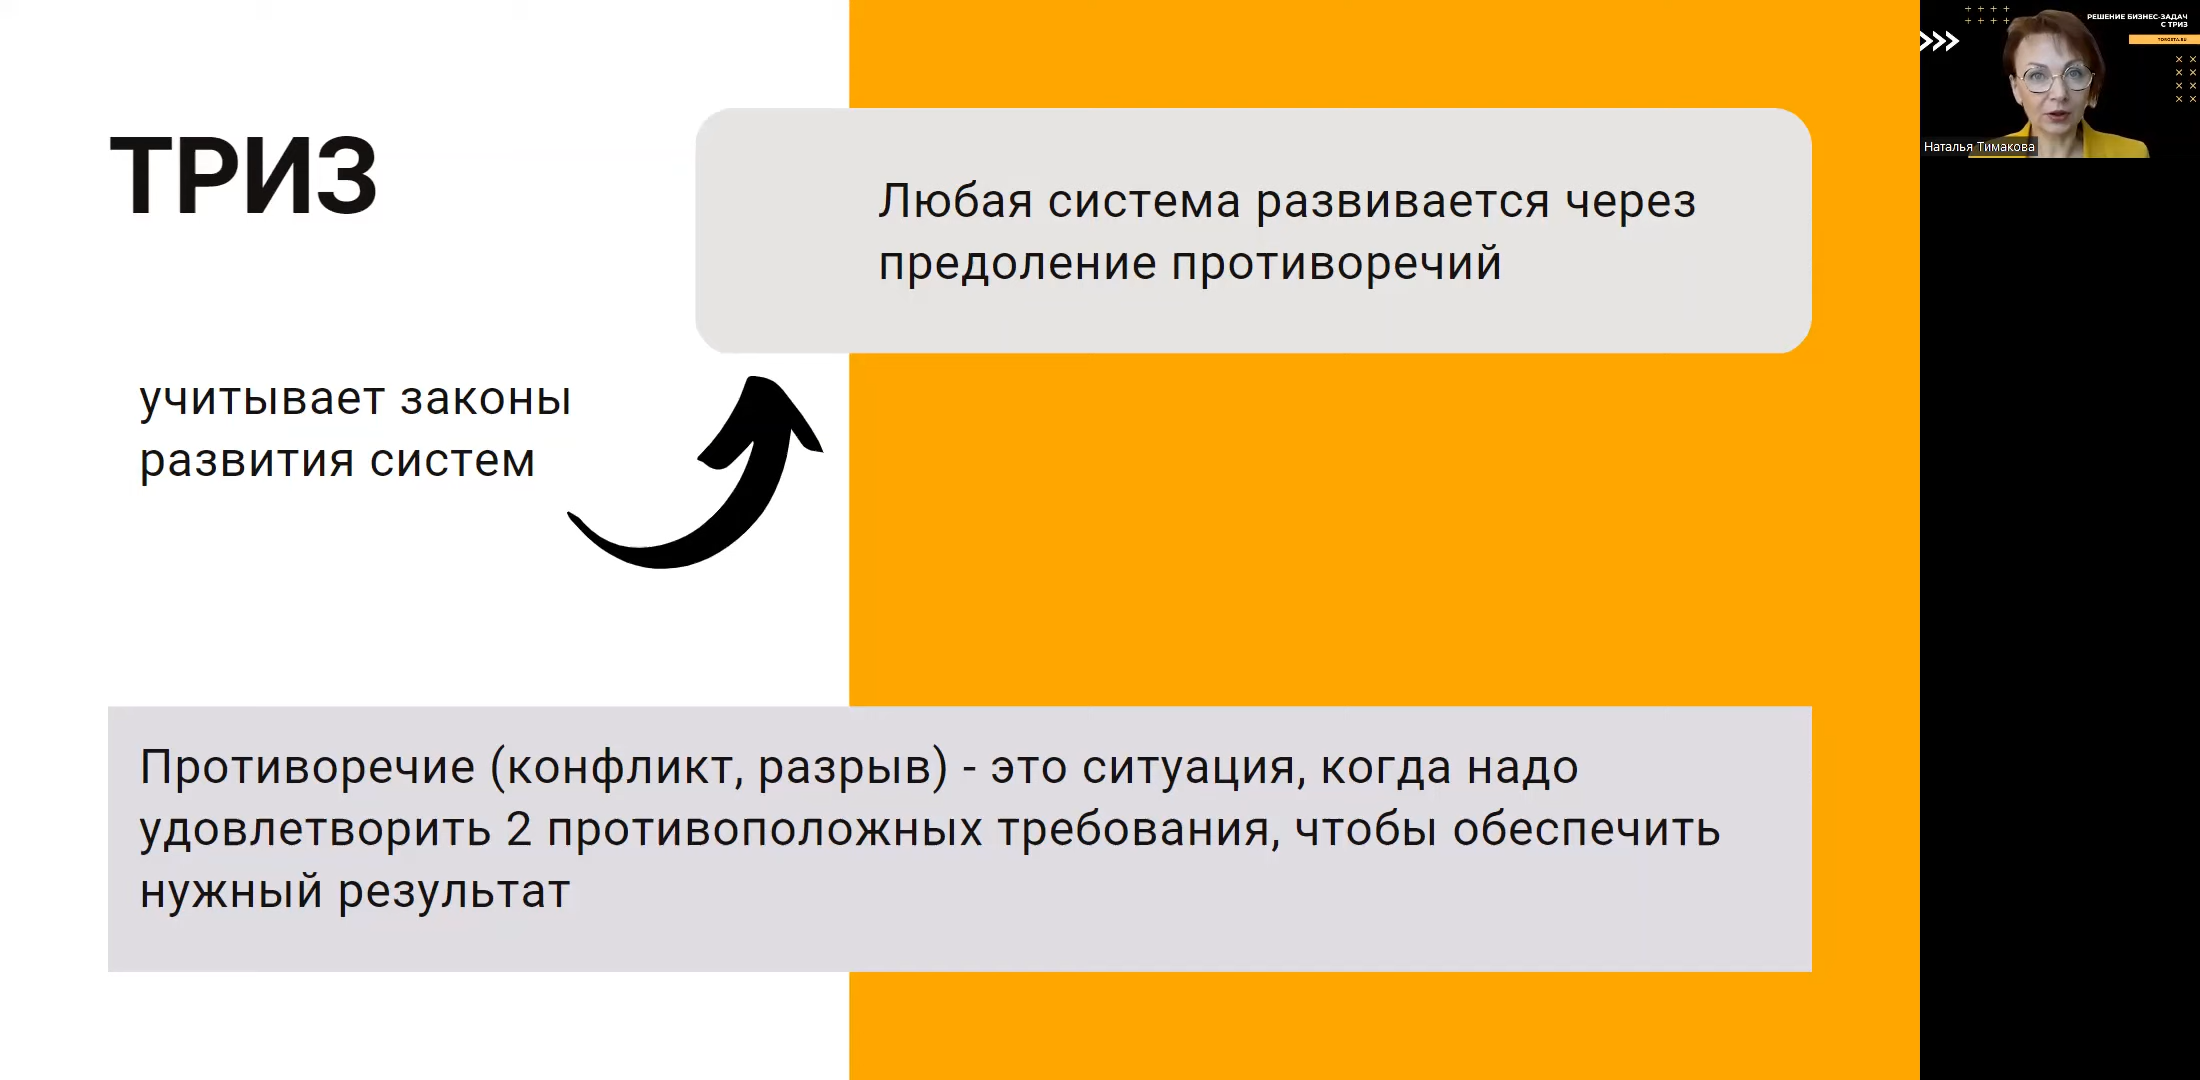 ТРИЗ
Любая система развивается через
предоление противоречий
учитывает законы
развития систем
Противоречие (конфликт, разрыв) - это ситуация, когда надо
удовлетворить 2 противоположных требования, чтобы обеспечить
нужный результат
РЕШЕНИЕ БИЗНЕС-ЗАДАЧ
С ТРИЗ
Наталья Тимакова